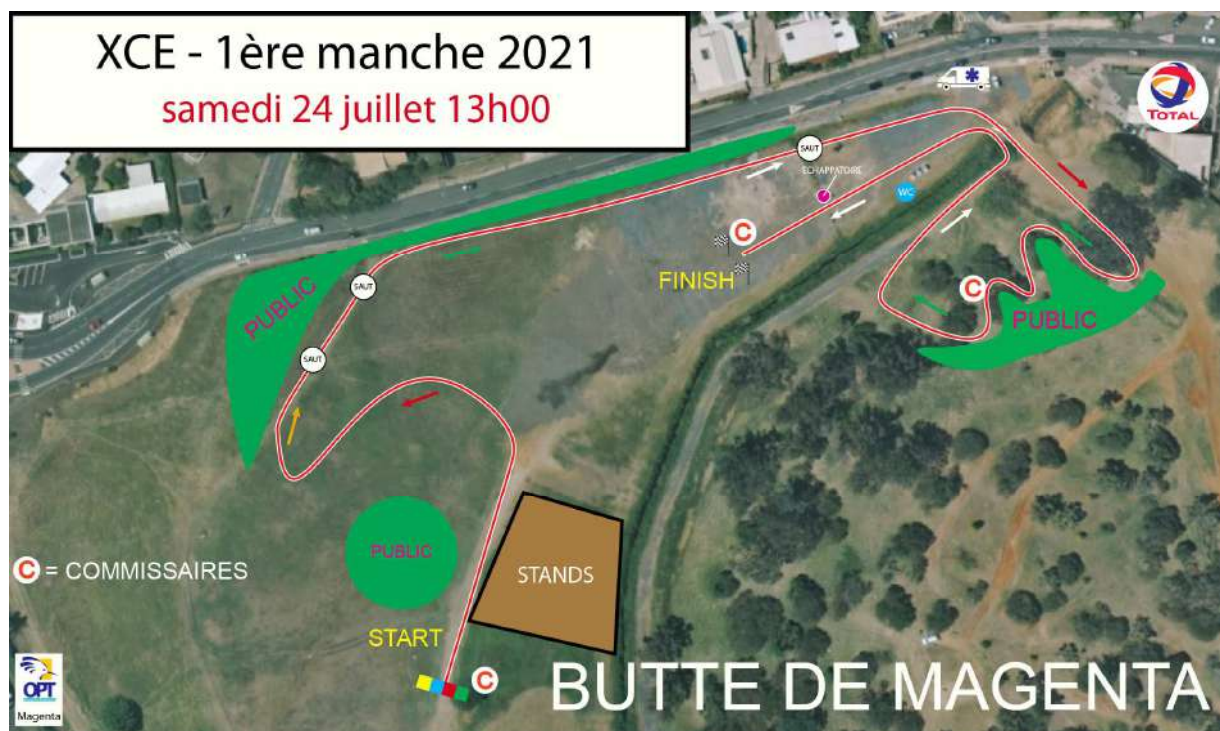 XCE - 1ère manche 2021
samedi 24 juillet 13h00
TOTAL
SAUT
ECHAPPATOIRE
WC
C
FINISH
SAUT
PUBLIC
C
PUBLIC
SAUT
PUBLIC
STANDS
C = COMMISSAIRES
START
C
BUTTE DE MAGENTA
OPT
Magenta